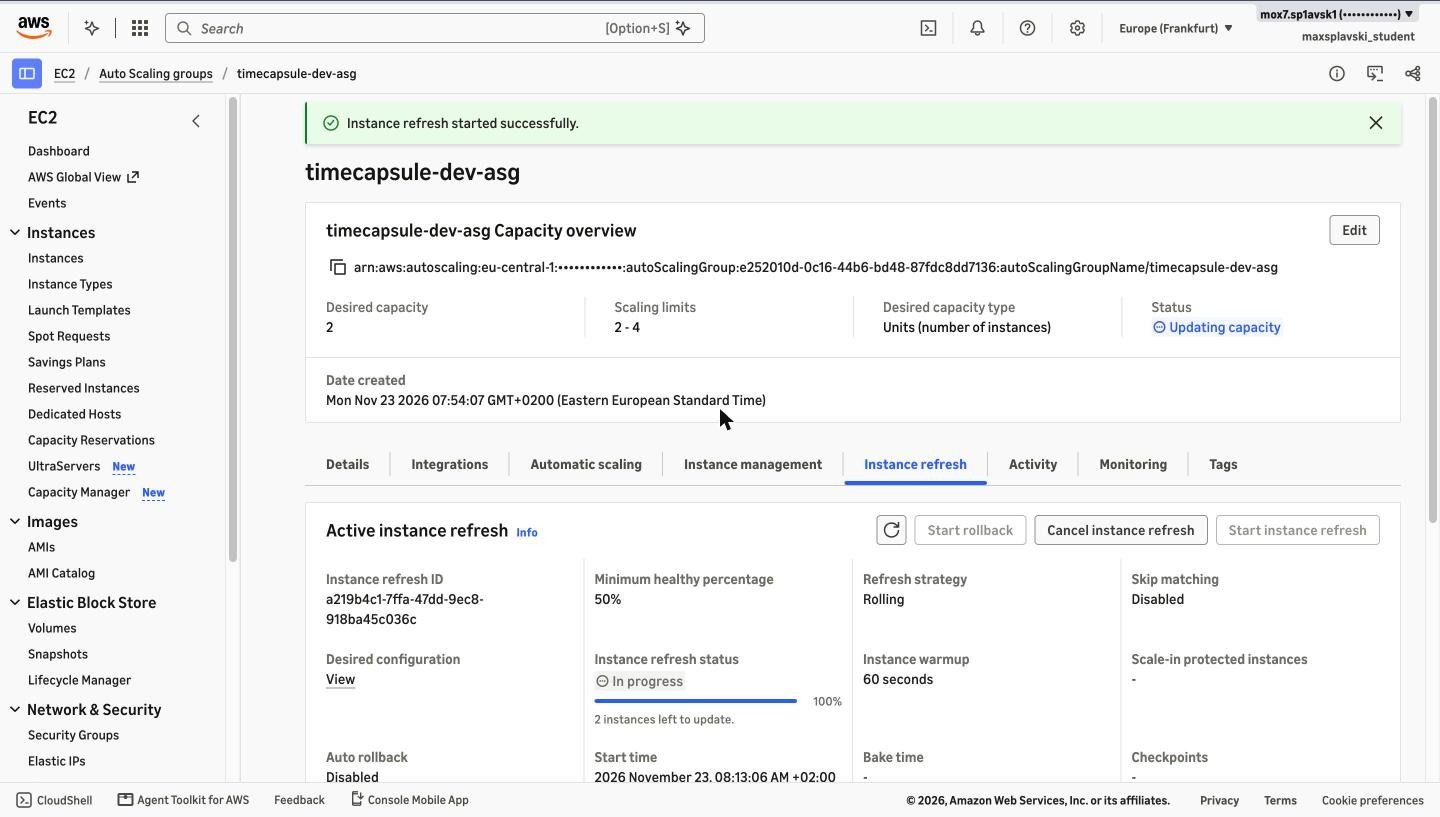 aws
Search [Option+S]
Europe (Frankfurt)
mox7.sp1avsk1 (••••••••••••)
maxsplavski_student
EC2 / Auto Scaling groups / timecapsule-dev-asg
EC2
Dashboard
AWS Global View
Events
Instances
Instances
Instance Types
Launch Templates
Spot Requests
Savings Plans
Reserved Instances
Dedicated Hosts
Capacity Reservations
UltraServers New
Capacity Manager New
Images
AMIs
AMI Catalog
Elastic Block Store
Volumes
Snapshots
Lifecycle Manager
Network & Security
Security Groups
Elastic IPs
Instance refresh started successfully.
timecapsule-dev-asg
timecapsule-dev-asg Capacity overview
Edit
arn:aws:autoscaling:eu-central-1:••••••••••••:autoScalingGroup:e252010d-0c16-44b6-bd48-87fdc8dd7136:autoScalingGroupName/timecapsule-dev-asg
Desired capacity
2
Scaling limits
2 - 4
Desired capacity type
Units (number of instances)
Status
Updating capacity
Date created
Mon Nov 23 2026 07:54:07 GMT+0200 (Eastern European Standard Time)
Details Integrations Automatic scaling Instance management Instance refresh Activity Monitoring Tags
Active instance refresh Info
Start rollback Cancel instance refresh Start instance refresh
Instance refresh ID
a219b4c1-7ffa-47dd-9ec8-
918ba45c036c
Minimum healthy percentage
50%
Refresh strategy
Rolling
Skip matching
Disabled
Desired configuration
View
Instance refresh status
In progress
100%
2 instances left to update.
Instance warmup
60 seconds
Scale-in protected instances
-
Auto rollback
Disabled
Start time
2026 November 23, 08:13:06 AM +02:00
Bake time
-
Checkpoints
-
CloudShell Agent Toolkit for AWS Feedback Console Mobile App
© 2026, Amazon Web Services, Inc. or its affiliates. Privacy Terms Cookie preferences